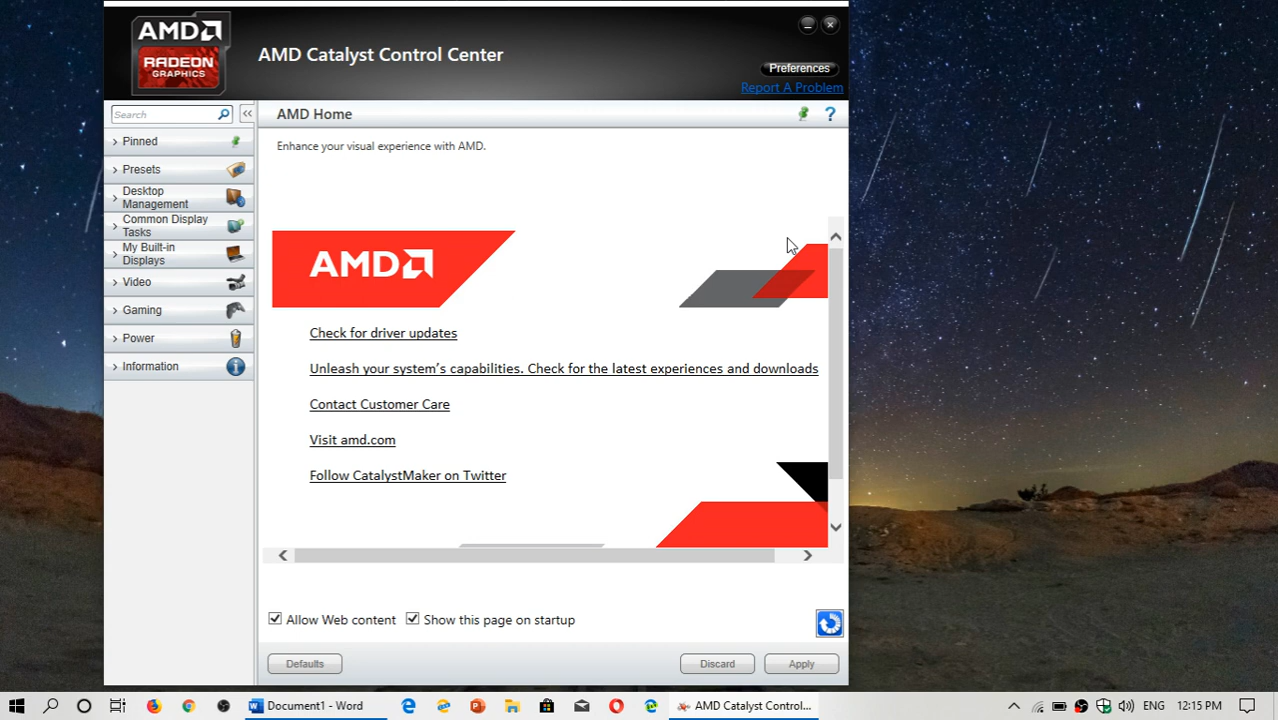 AMD
RADEON
GRAPHICS
AMD Catalyst Control Center
Preferences
Report A Problem
Search
<<
AMD Home
?
Pinned
Presets
Desktop
Management
Common Display
Tasks
My Built-in
Displays
Video
Gaming
Power
Information
Enhance your visual experience with AMD.
AMD
Check for driver updates
Unleash your system's capabilities. Check for the latest experiences and downloads
Contact Customer Care
Visit amd.com
Follow CatalystMaker on Twitter
Allow Web content
Show this page on startup
Defaults
Discard
Apply
Document1 - Word
AMD Catalyst Control...
ENG
12:15 PM